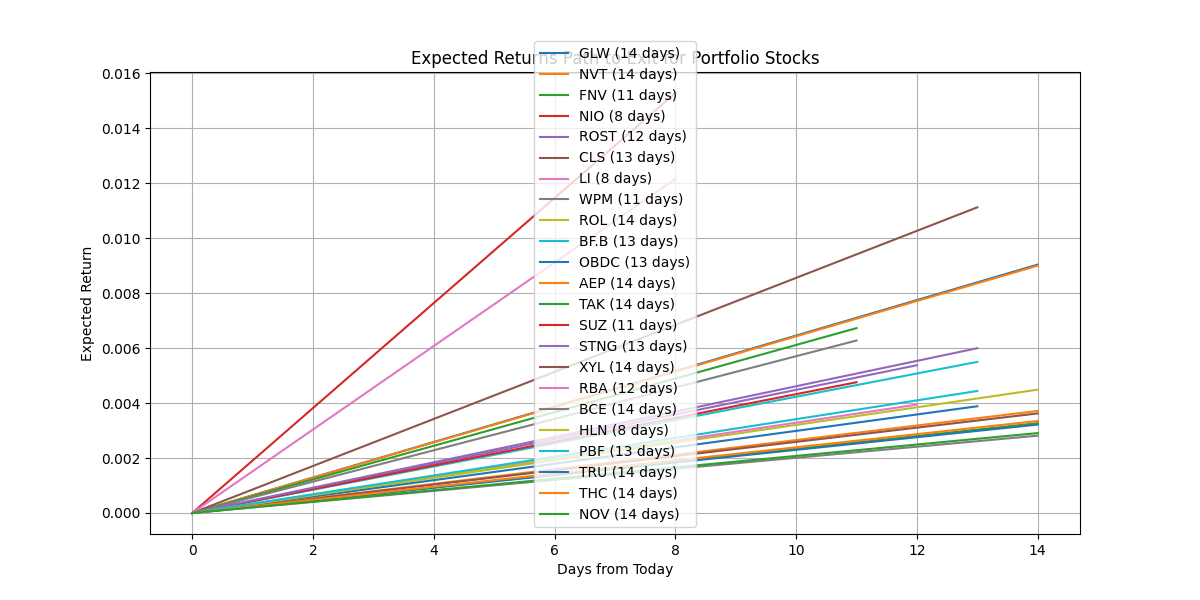 Expected Returns Path to Exit for Portfolio Stocks
GLW (14 days)
NVT (14 days)
FNV (11 days)
NIO (8 days)
ROST (12 days)
CLS (13 days)
LI (8 days)
WPM (11 days)
ROL (14 days)
BF.B (13 days)
OBDC (13 days)
AEP (14 days)
TAK (14 days)
SUZ (11 days)
STNG (13 days)
XYL (14 days)
RBA (12 days)
BCE (14 days)
HLN (8 days)
PBF (13 days)
TRU (14 days)
THC (14 days)
NOV (14 days)
Expected Return
0.016
0.014
0.012
0.010
0.008
0.006
0.004
0.002
0.000
0 2 4 6 8 10 12 14
Days from Today